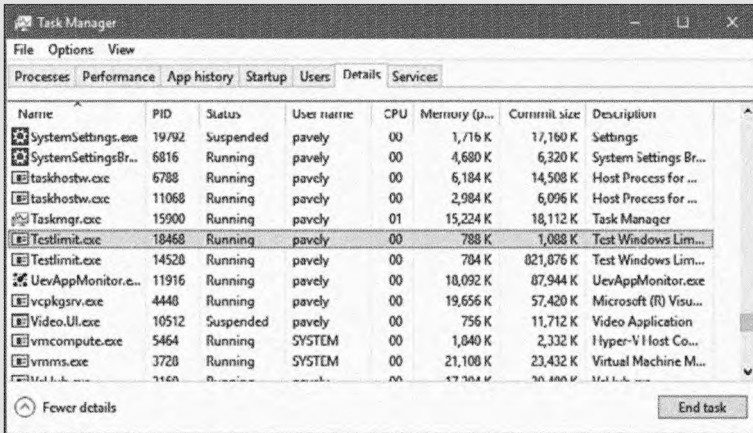 Task Manager
File Options View
Processes Performance App history Startup Users Details Services
Name PID Status User name CPU Memory (p... Commit size Description
SystemSettings.exe 19792 Suspended pavely 00 1,716 K 17,160 K Settings
SystemSettingsBr... 6816 Running pavely 00 4,680 K 6,320 K System Settings Br...
taskhostw.exe 6788 Running pavely 00 6,184 K 14,508 K Host Process for ...
taskhostw.exe 11068 Running pavely 00 2,984 K 6,096 K Host Process for ...
Taskmgr.exe 15900 Running pavely 01 15,224 K 18,112 K Task Manager
Testlimit.exe 18468 Running pavely 00 788 K 1,088 K Test Windows Lim...
Testlimit.exe 14528 Running pavely 00 784 K 821,876 K Test Windows Lim...
UevAppMonitor.e... 11916 Running pavely 00 18,092 K 87,944 K UevAppMonitor.exe
vcpkgsrv.exe 4448 Running pavely 00 19,656 K 57,420 K Microsoft (R) Visu...
Video.UI.exe 10512 Suspended pavely 00 756 K 11,712 K Video Application
vmcompute.exe 5464 Running SYSTEM 00 1,840 K 2,332 K Hyper-V Host Co...
vmms.exe 3728 Running SYSTEM 00 21,108 K 23,432 K Virtual Machine M...
Fewer details
End task